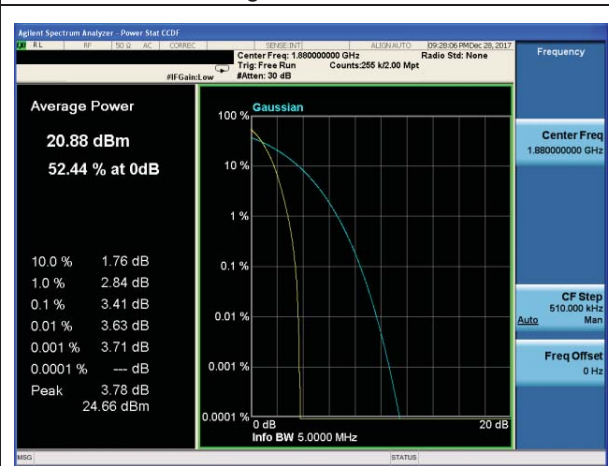 Agilent Spectrum Analyzer - Power Stat CCDF
RL RF 50 Ω AC CORREC SENSE:INT ALIGN AUTO 09:28:06 PM Dec 28, 2017
Center Freq: 1.880000000 GHz Radio Std: None
Trig: Free Run Counts:255 k/2.00 Mpt
#IFGain:Low #Atten: 30 dB
Frequency
Average Power
20.88 dBm
52.44 % at 0dB
10.0 % 1.76 dB
1.0 % 2.84 dB
0.1 % 3.41 dB
0.01 % 3.63 dB
0.001 % 3.71 dB
0.0001 % --- dB
Peak 3.78 dB
24.66 dBm
Gaussian
100 %
10 %
1 %
0.1 %
0.01 %
0.001 %
0.0001 %
0 dB 20 dB
Info BW 5.0000 MHz
Center Freq
1.880000000 GHz
CF Step
510.000 kHz
Auto Man
Freq Offset
0 Hz
MSG STATUS